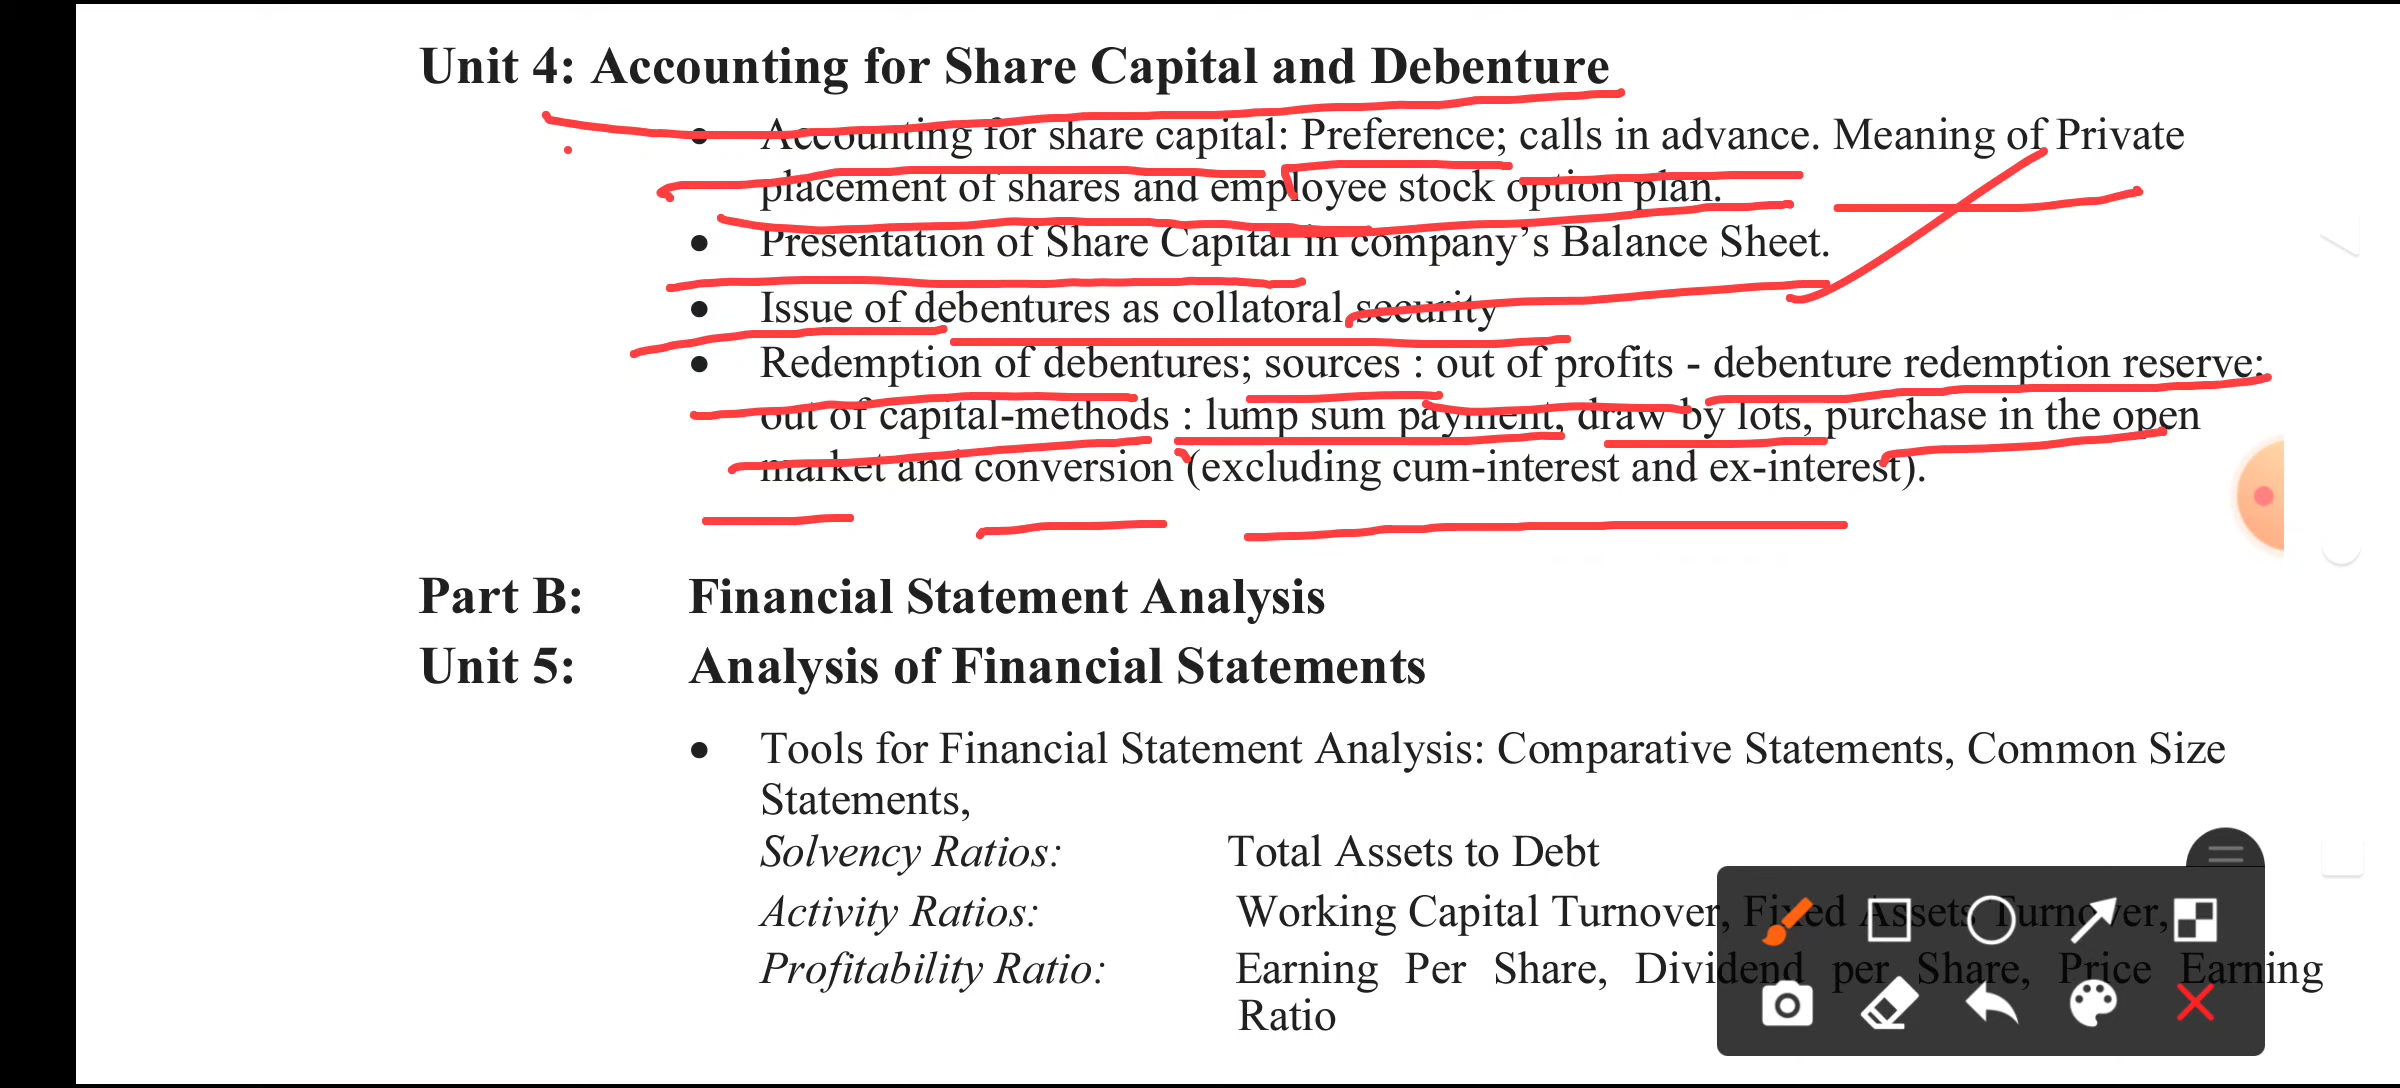 Unit 4: Accounting for Share Capital and Debenture
• Accounting for share capital: Preference; calls in advance. Meaning of Private
placement of shares and employee stock option plan.
• Presentation of Share Capital in company's Balance Sheet.
• Issue of debentures as collatoral security
• Redemption of debentures; sources : out of profits - debenture redemption reserve;
out of capital-methods : lump sum payment, draw by lots, purchase in the open
market and conversion (excluding cum-interest and ex-interest).
Part B: Financial Statement Analysis
Unit 5: Analysis of Financial Statements
• Tools for Financial Statement Analysis: Comparative Statements, Common Size
Statements,
Solvency Ratios: Total Assets to Debt
Activity Ratios: Working Capital Turnover, Fixed Assets Turnover,
Profitability Ratio: Earning Per Share, Dividend per Share, Price Earning
Ratio